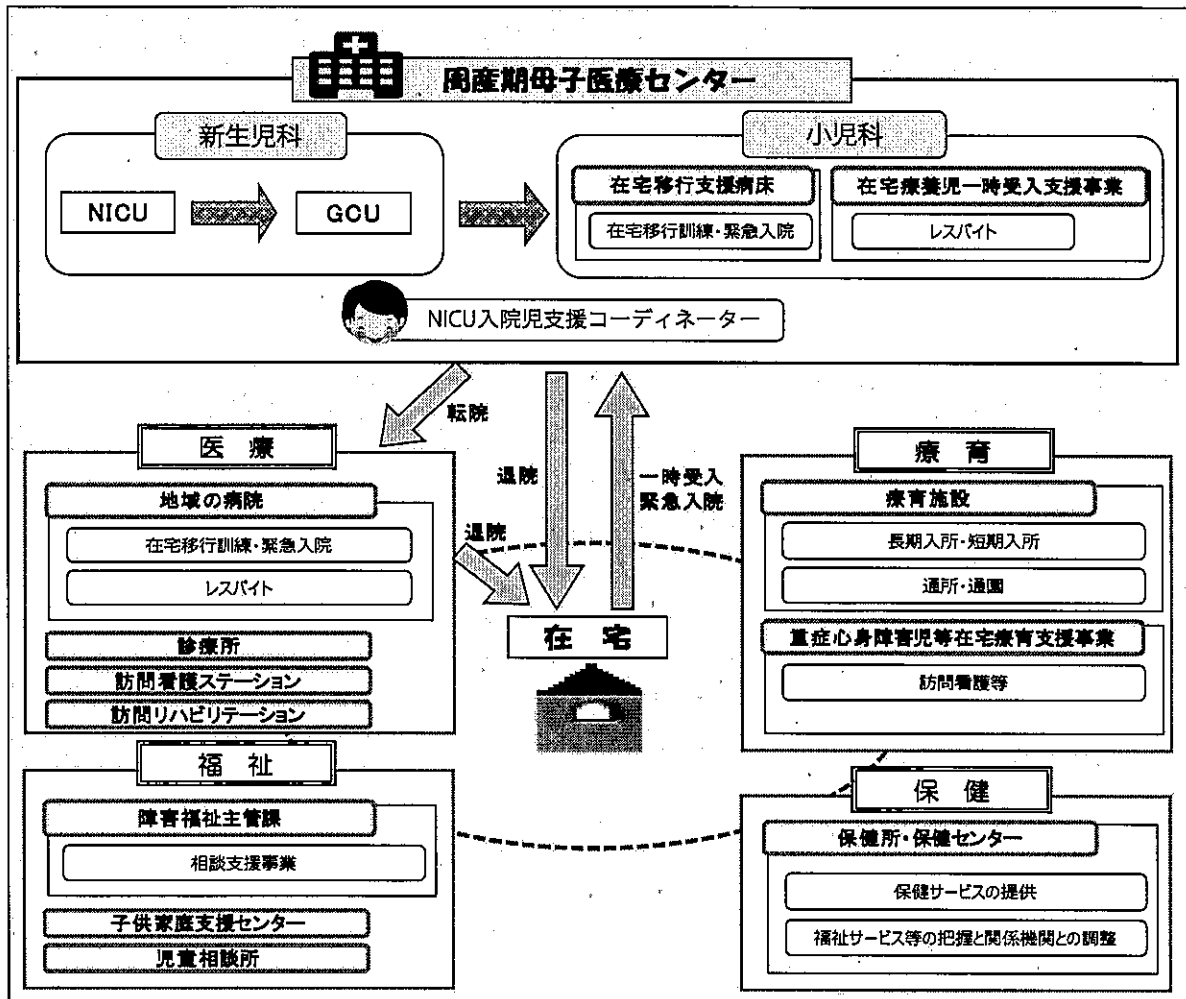 周産期母子医療センター
新生児科
小児科
NICU
GCU
在宅移行支援病床
在宅移行訓練・緊急入院
在宅療養児一時受入支援事業
レスパイト
NICU入院児支援コーディネーター
転院
退院
一時受入
緊急入院
医療
地域の病院
在宅移行訓練・緊急入院
レスパイト
診療所
訪問看護ステーション
訪問リハビリテーション
退院
在宅
療育
療育施設
長期入所・短期入所
通所・通園
重症心身障害児等在宅療育支援事業
訪問看護等
福祉
障害福祉主管課
相談支援事業
子供家庭支援センター
児童相談所
保健
保健所・保健センター
保健サービスの提供
福祉サービス等の把握と関係機関との調整